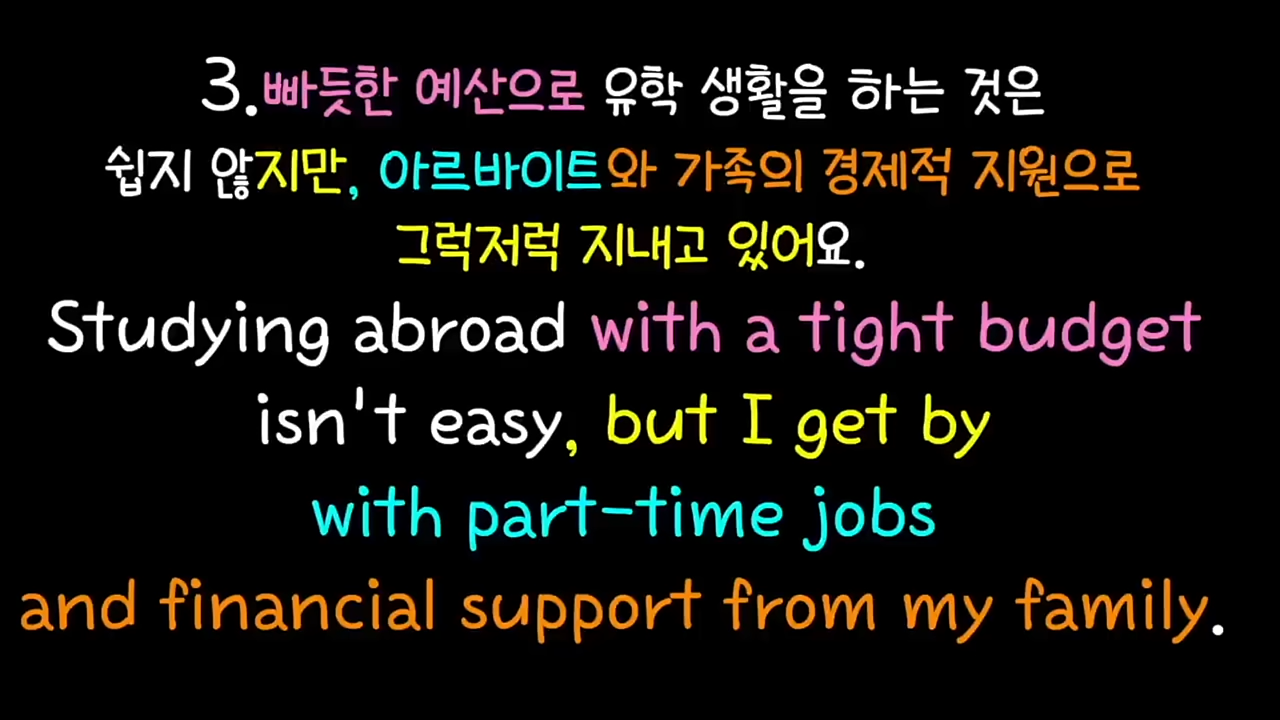 3.빠듯한 예산으로 유학 생활을 하는 것은
쉽지 않지만, 아르바이트와 가족의 경제적 지원으로
그럭저럭 지내고 있어요.
Studying abroad with a tight budget
isn't easy, but I get by
with part-time jobs
and financial support from my family.